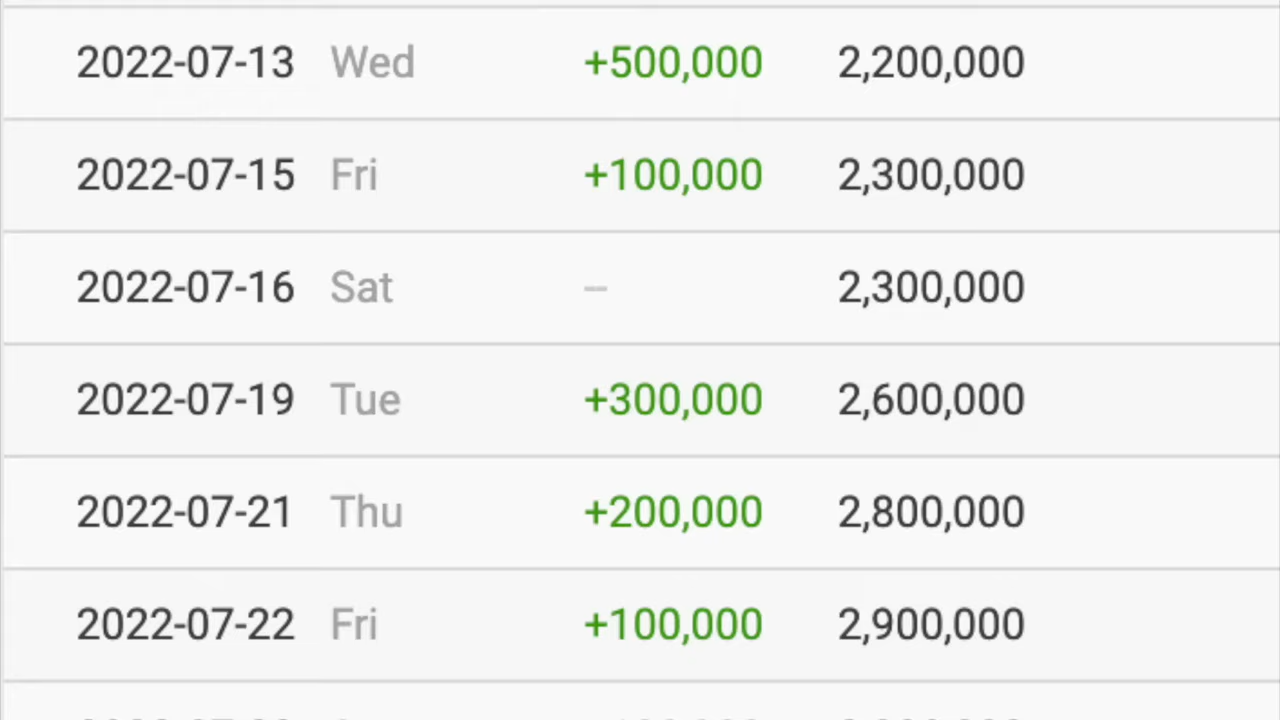 2022-07-13 Wed +500,000 2,200,000
2022-07-15 Fri +100,000 2,300,000
2022-07-16 Sat -- 2,300,000
2022-07-19 Tue +300,000 2,600,000
2022-07-21 Thu +200,000 2,800,000
2022-07-22 Fri +100,000 2,900,000